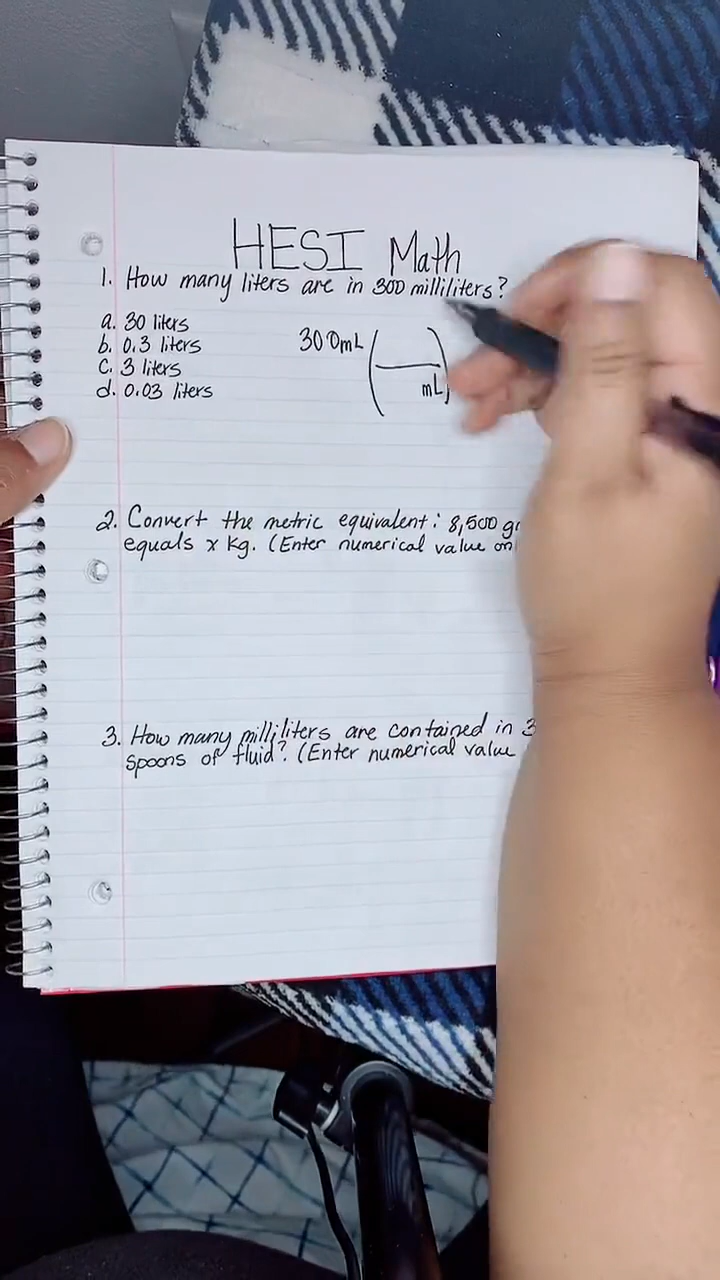 HESI Math
1. How many liters are in 300 milliliters?
a. 30 liters
b. 0.3 liters
c. 3 liters
d. 0.03 liters
300mL
mL
2. Convert the metric equivalent: 8,500
equals x Kg. (Enter numerical value
3. How many milliliters are contained in 3
spoons of fluid? (Enter numerical value